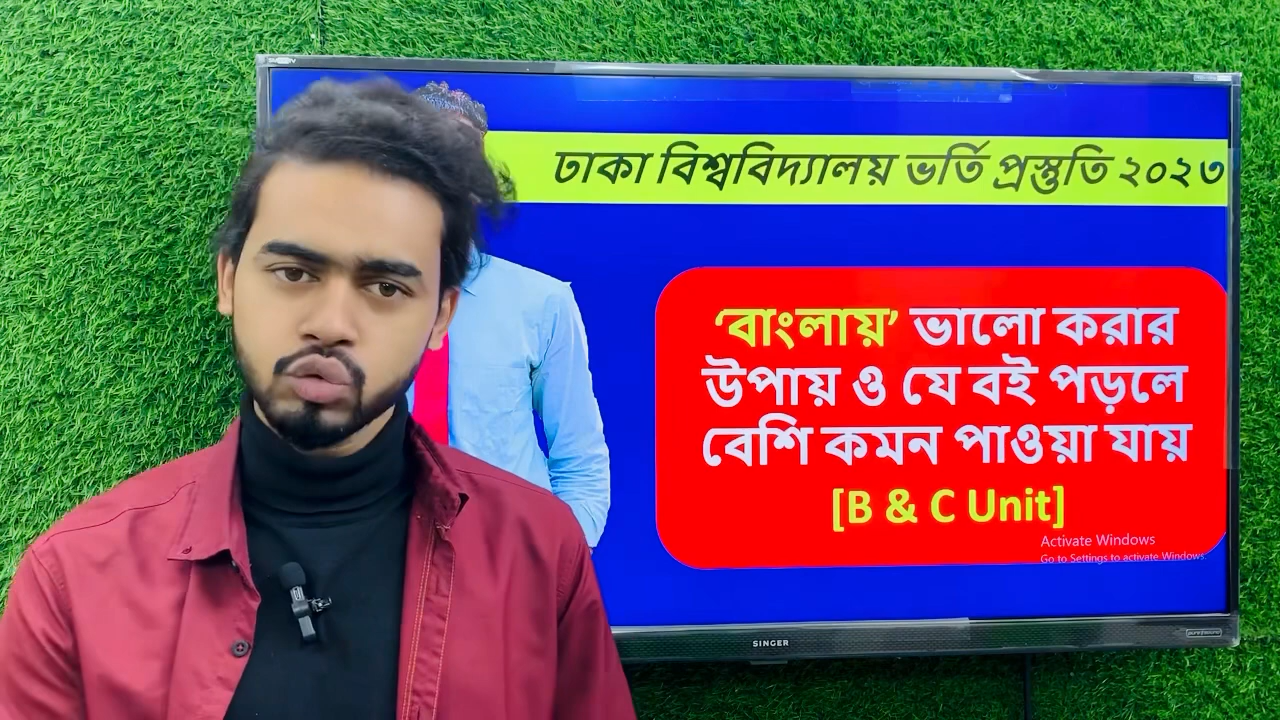 ঢাকা বিশ্ববিদ্যালয় ভর্তি প্রস্তুতি ২০২৩
‘বাংলায়’ ভালো করার
উপায় ও যে বই পড়লে
বেশি কমন পাওয়া যায়
[B & C Unit]
Activate Windows
Go to Settings to activate Windows.
SINGER